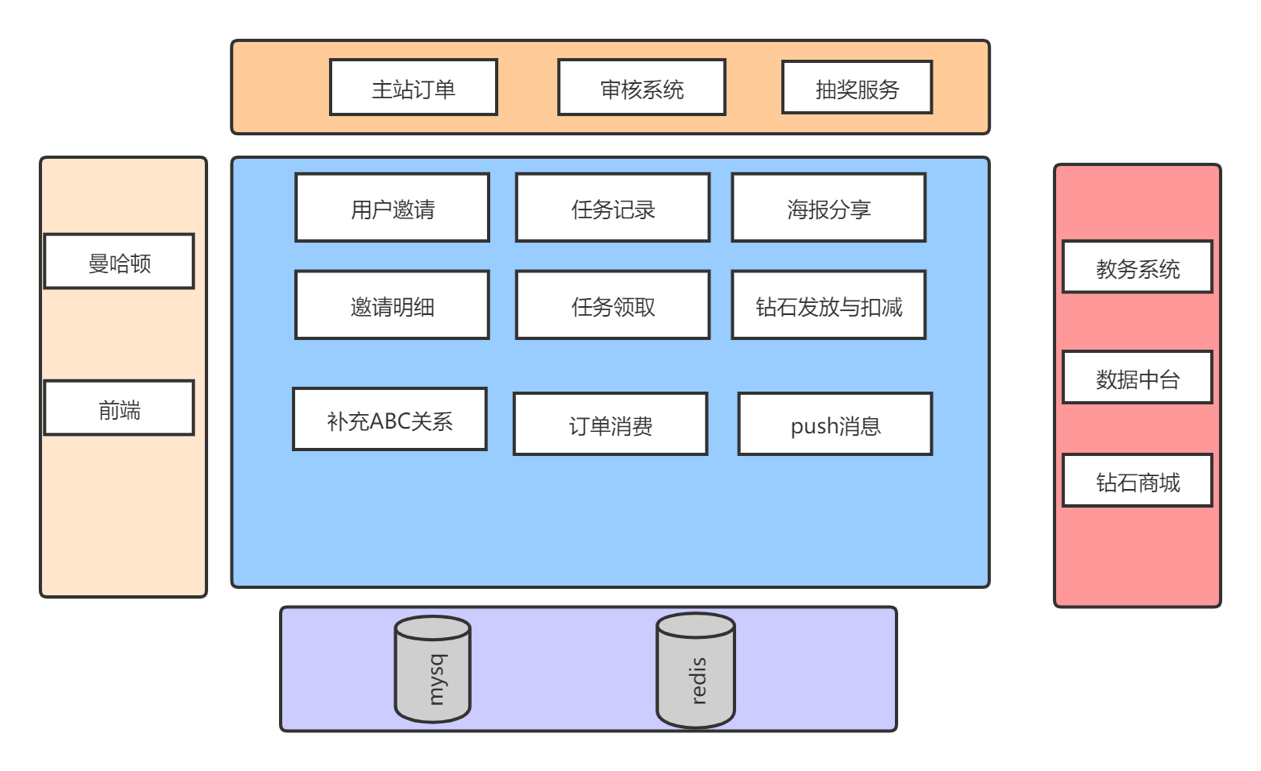 主站订单
审核系统
抽奖服务
曼哈顿
前端
用户邀请
任务记录
海报分享
邀请明细
任务领取
钻石发放与扣减
补充ABC关系
订单消费
push消息
教务系统
数据中台
钻石商城
mysq
redis